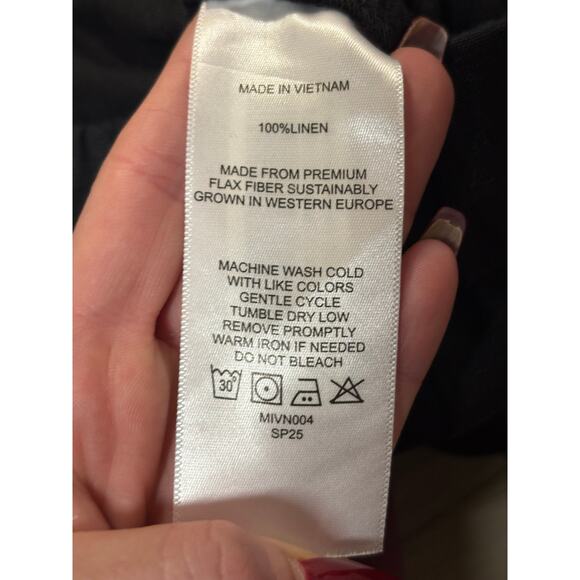 MADE IN VIETNAM
100%LINEN
MADE FROM PREMIUM
FLAX FIBER SUSTAINABLY
GROWN IN WESTERN EUROPE
MACHINE WASH COLD
WITH LIKE COLORS
GENTLE CYCLE
TUMBLE DRY LOW
REMOVE PROMPTLY
WARM IRON IF NEEDED
DO NOT BLEACH
30°
MIVN004
SP25